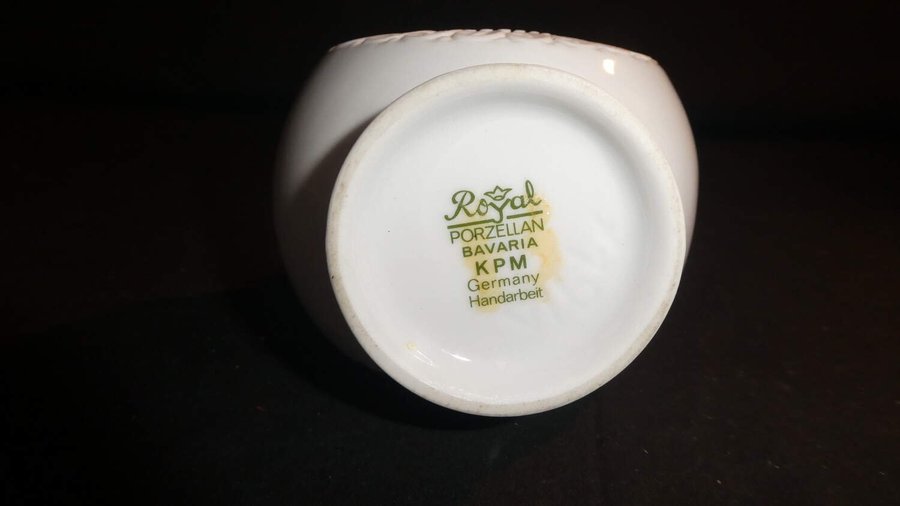 Royal
PORZELLAN
BAVARIA
KPM
Germany
Handarbeit